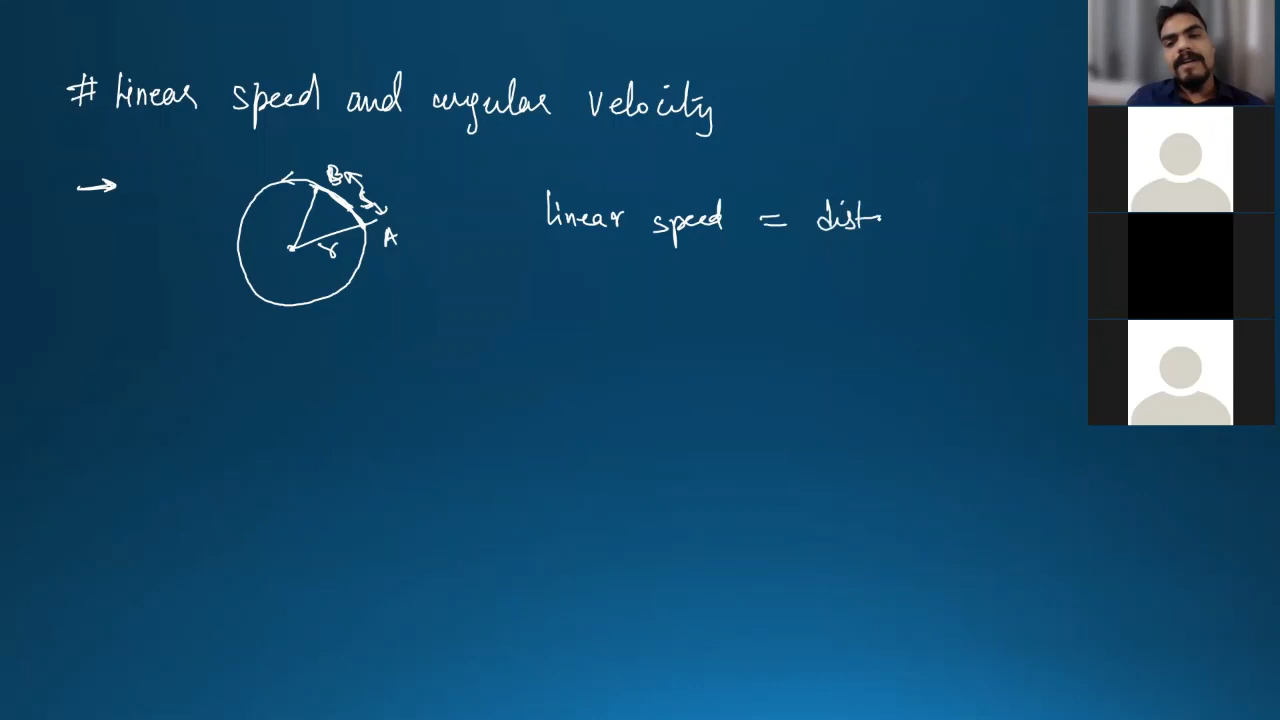 # Linear speed and angular velocity
→
B
A
r
linear speed = dist